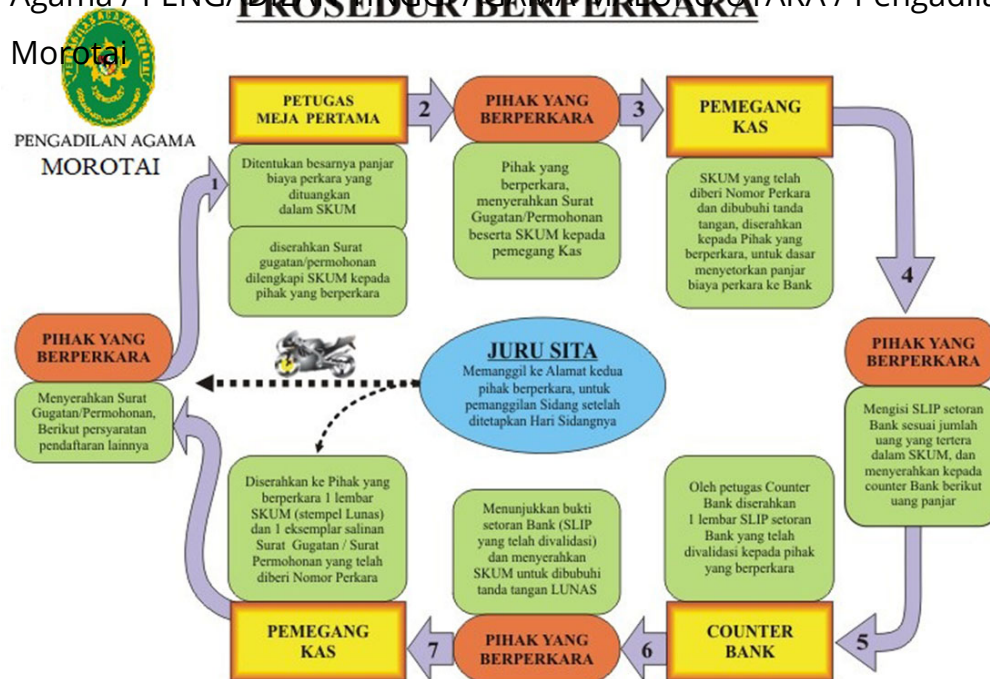 PROSEDUR BERPERKARA
Morotai
PENGADILAN AGAMA
MOROTAI
1
PETUGAS
MEJA PERTAMA
Ditentukan besarnya panjar
biaya perkara yang
dituangkan
dalam SKUM
diserahkan Surat
gugatan/permohonan
dilengkapi SKUM kepada
pihak yang berperkara
2
PIHAK YANG
BERPERKARA
Pihak yang
berperkara,
menyerahkan Surat
Gugatan/Permohonan
beserta SKUM kepada
pemegang Kas
3
PEMEGANG
KAS
SKUM yang telah
diberi Nomor Perkara
dan dibubuhi tanda
tangan, diserahkan
kepada Pihak yang
berperkara, untuk dasar
menyetorkan panjar
biaya perkara ke Bank
4
PIHAK YANG
BERPERKARA
Menyerahkan Surat
Gugatan/Permohonan,
Berikut persyaratan
pendaftaran lainnya
JURU SITA
Memanggil ke Alamat kedua
pihak berperkara, untuk
pemanggilan Sidang setelah
ditetapkan Hari Sidangnya
PIHAK YANG
BERPERKARA
Mengisi SLIP setoran
Bank sesuai jumlah
uang yang tertera
dalam SKUM, dan
menyerahkan kepada
counter Bank berikut
uang panjar
5
Oleh petugas Counter
Bank diserahkan
1 lembar SLIP setoran
Bank yang telah
divalidasi kepada pihak
yang berperkara
COUNTER
BANK
6
Menunjukkan bukti
setoran Bank (SLIP
yang telah divalidasi)
dan menyerahkan
SKUM untuk dibubuhi
tanda tangan LUNAS
PIHAK YANG
BERPERKARA
7
Diserahkan ke Pihak yang
berperkara 1 lembar
SKUM (stempel Lunas)
dan 1 eksemplar salinan
Surat Gugatan / Surat
Permohonan yang telah
diberi Nomor Perkara
PEMEGANG
KAS